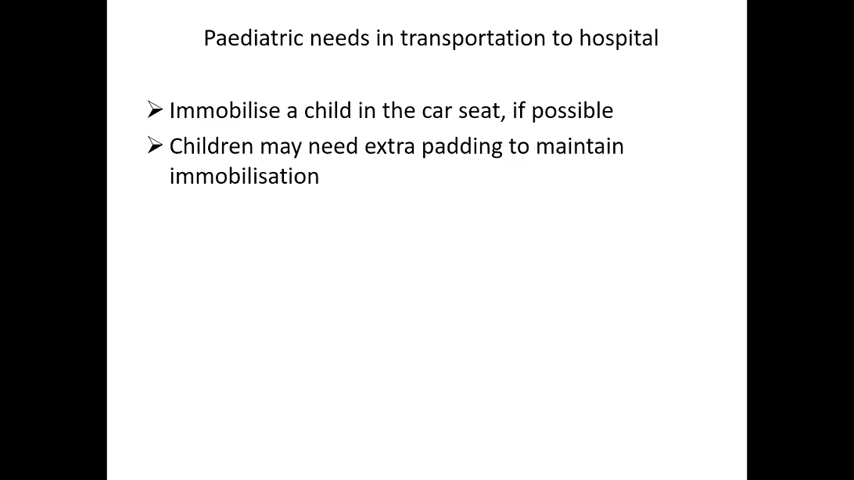 Paediatric needs in transportation to hospital
➢ Immobilise a child in the car seat, if possible
➢ Children may need extra padding to maintain
immobilisation